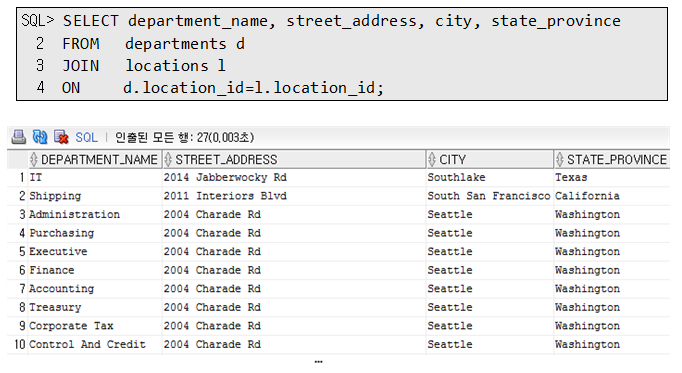 SQL> SELECT department_name, street_address, city, state_province
2 FROM departments d
3 JOIN locations l
4 ON d.location_id=l.location_id;
SQL | 인출된 모든 행: 27(0,003초)
DEPARTMENT_NAME STREET_ADDRESS CITY STATE_PROVINCE
1 IT 2014 Jabberwocky Rd Southlake Texas
2 Shipping 2011 Interiors Blvd South San Francisco California
3 Administration 2004 Charade Rd Seattle Washington
4 Purchasing 2004 Charade Rd Seattle Washington
5 Executive 2004 Charade Rd Seattle Washington
6 Finance 2004 Charade Rd Seattle Washington
7 Accounting 2004 Charade Rd Seattle Washington
8 Treasury 2004 Charade Rd Seattle Washington
9 Corporate Tax 2004 Charade Rd Seattle Washington
10 Control And Credit 2004 Charade Rd Seattle Washington
…